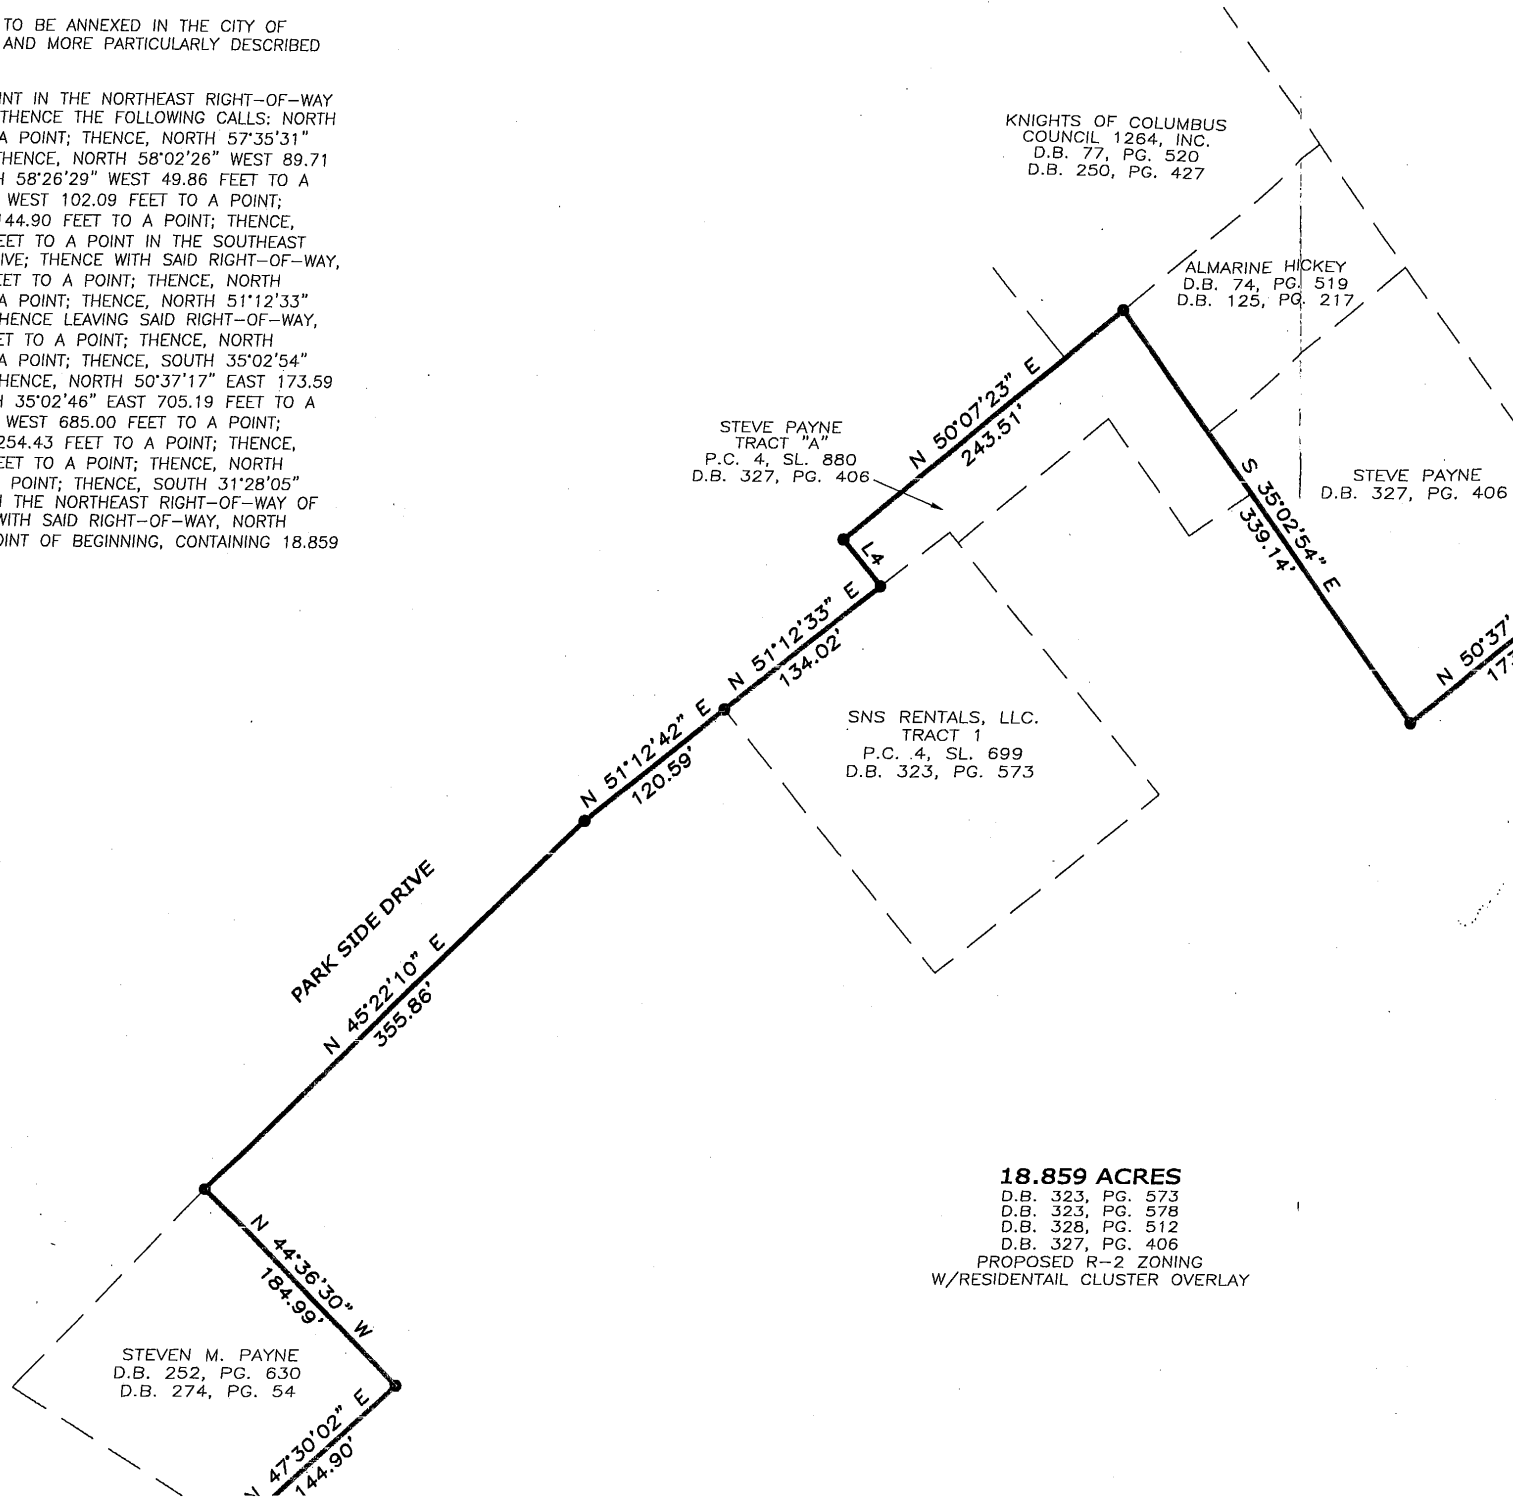 TO BE ANNEXED IN THE CITY OF
AND MORE PARTICULARLY DESCRIBED
INT IN THE NORTHEAST RIGHT-OF-WAY
THENCE THE FOLLOWING CALLS: NORTH
A POINT; THENCE, NORTH 57°35'31"
THENCE, NORTH 58°02'26" WEST 89.71
H 58°26'29" WEST 49.86 FEET TO A
WEST 102.09 FEET TO A POINT;
144.90 FEET TO A POINT; THENCE,
EET TO A POINT IN THE SOUTHEAST
IVE; THENCE WITH SAID RIGHT-OF-WAY,
EET TO A POINT; THENCE, NORTH
A POINT; THENCE, NORTH 51°12'33"
HENCE LEAVING SAID RIGHT-OF-WAY,
ET TO A POINT; THENCE, NORTH
A POINT; THENCE, SOUTH 35°02'54"
HENCE, NORTH 50°37'17" EAST 173.59
H 35°02'46" EAST 705.19 FEET TO A
WEST 685.00 FEET TO A POINT;
254.43 FEET TO A POINT; THENCE,
EET TO A POINT; THENCE, NORTH
POINT; THENCE, SOUTH 31°28'05"
THE NORTHEAST RIGHT-OF-WAY OF
WITH SAID RIGHT-OF-WAY, NORTH
OINT OF BEGINNING, CONTAINING 18.859
KNIGHTS OF COLUMBUS
COUNCIL 1264, INC.
D.B. 77, PG. 520
D.B. 250, PG. 427
ALMARINE HICKEY
D.B. 74, PG. 519
D.B. 125, PG. 217
STEVE PAYNE
TRACT "A"
P.C. 4, SL. 880
D.B. 327, PG. 406
N 50°07'23" E
243.51'
STEVE PAYNE
D.B. 327, PG. 406
S 35°02'54" E
339.14'
L4
N 51°12'33" E
134.02'
N 50°37'
173
SNS RENTALS, LLC.
TRACT 1
P.C. 4, SL. 699
D.B. 323, PG. 573
N 51°12'42" E
120.59'
PARK SIDE DRIVE
N 45°22'10" E
355.86'
18.859 ACRES
D.B. 323, PG. 573
D.B. 323, PG. 578
D.B. 328, PG. 512
D.B. 327, PG. 406
PROPOSED R-2 ZONING
W/RESIDENTAIL CLUSTER OVERLAY
N 44°36'30" W
184.99'
STEVEN M. PAYNE
D.B. 252, PG. 630
D.B. 274, PG. 54
N 47°30'02" E
144.90'